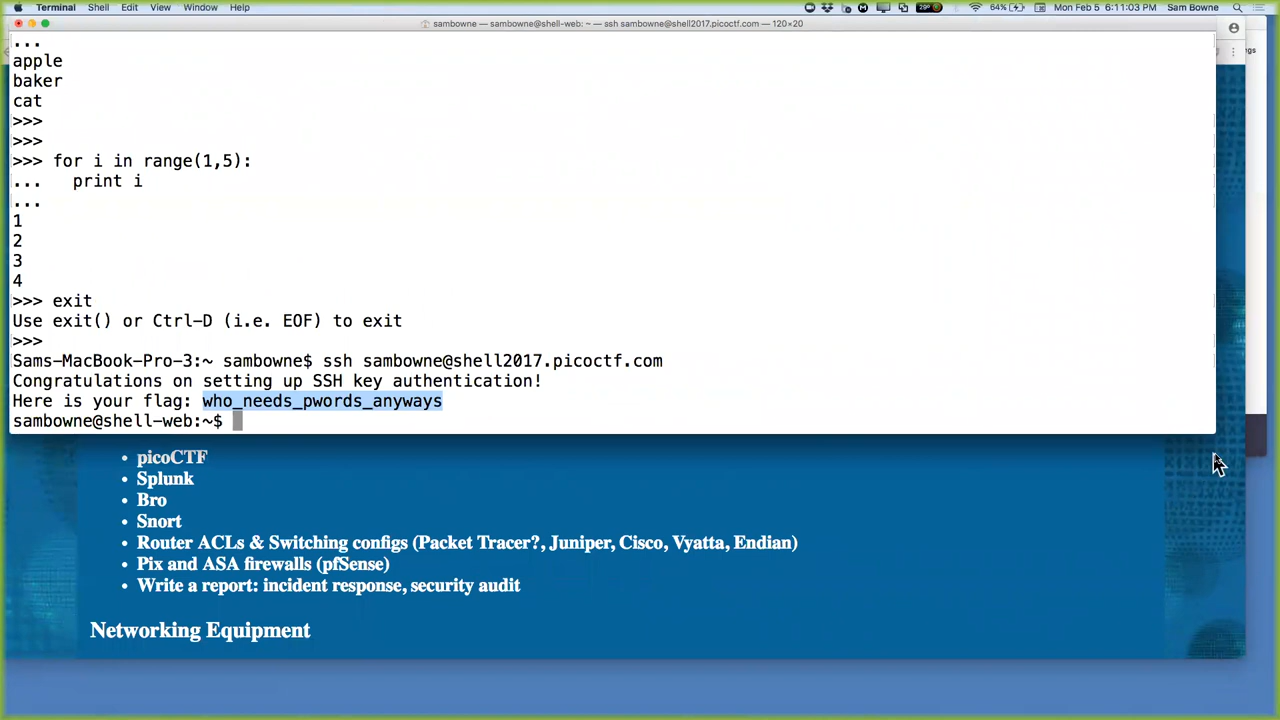 Terminal Shell Edit View Window Help 29° 64% Mon Feb 5 6:11:03 PM Sam Bowne
sambowne — sambowne@shell-web: ~ — ssh sambowne@shell2017.picoctf.com — 120×20
...
apple
baker
cat
>>>
>>>
>>> for i in range(1,5):
...   print i
...
1
2
3
4
>>> exit
Use exit() or Ctrl-D (i.e. EOF) to exit
>>>
Sams-MacBook-Pro-3:~ sambowne$ ssh sambowne@shell2017.picoctf.com
Congratulations on setting up SSH key authentication!
Here is your flag: who_needs_pwords_anyways
sambowne@shell-web:~$
• picoCTF
• Splunk
• Bro
• Snort
• Router ACLs & Switching configs (Packet Tracer?, Juniper, Cisco, Vyatta, Endian)
• Pix and ASA firewalls (pfSense)
• Write a report: incident response, security audit
Networking Equipment